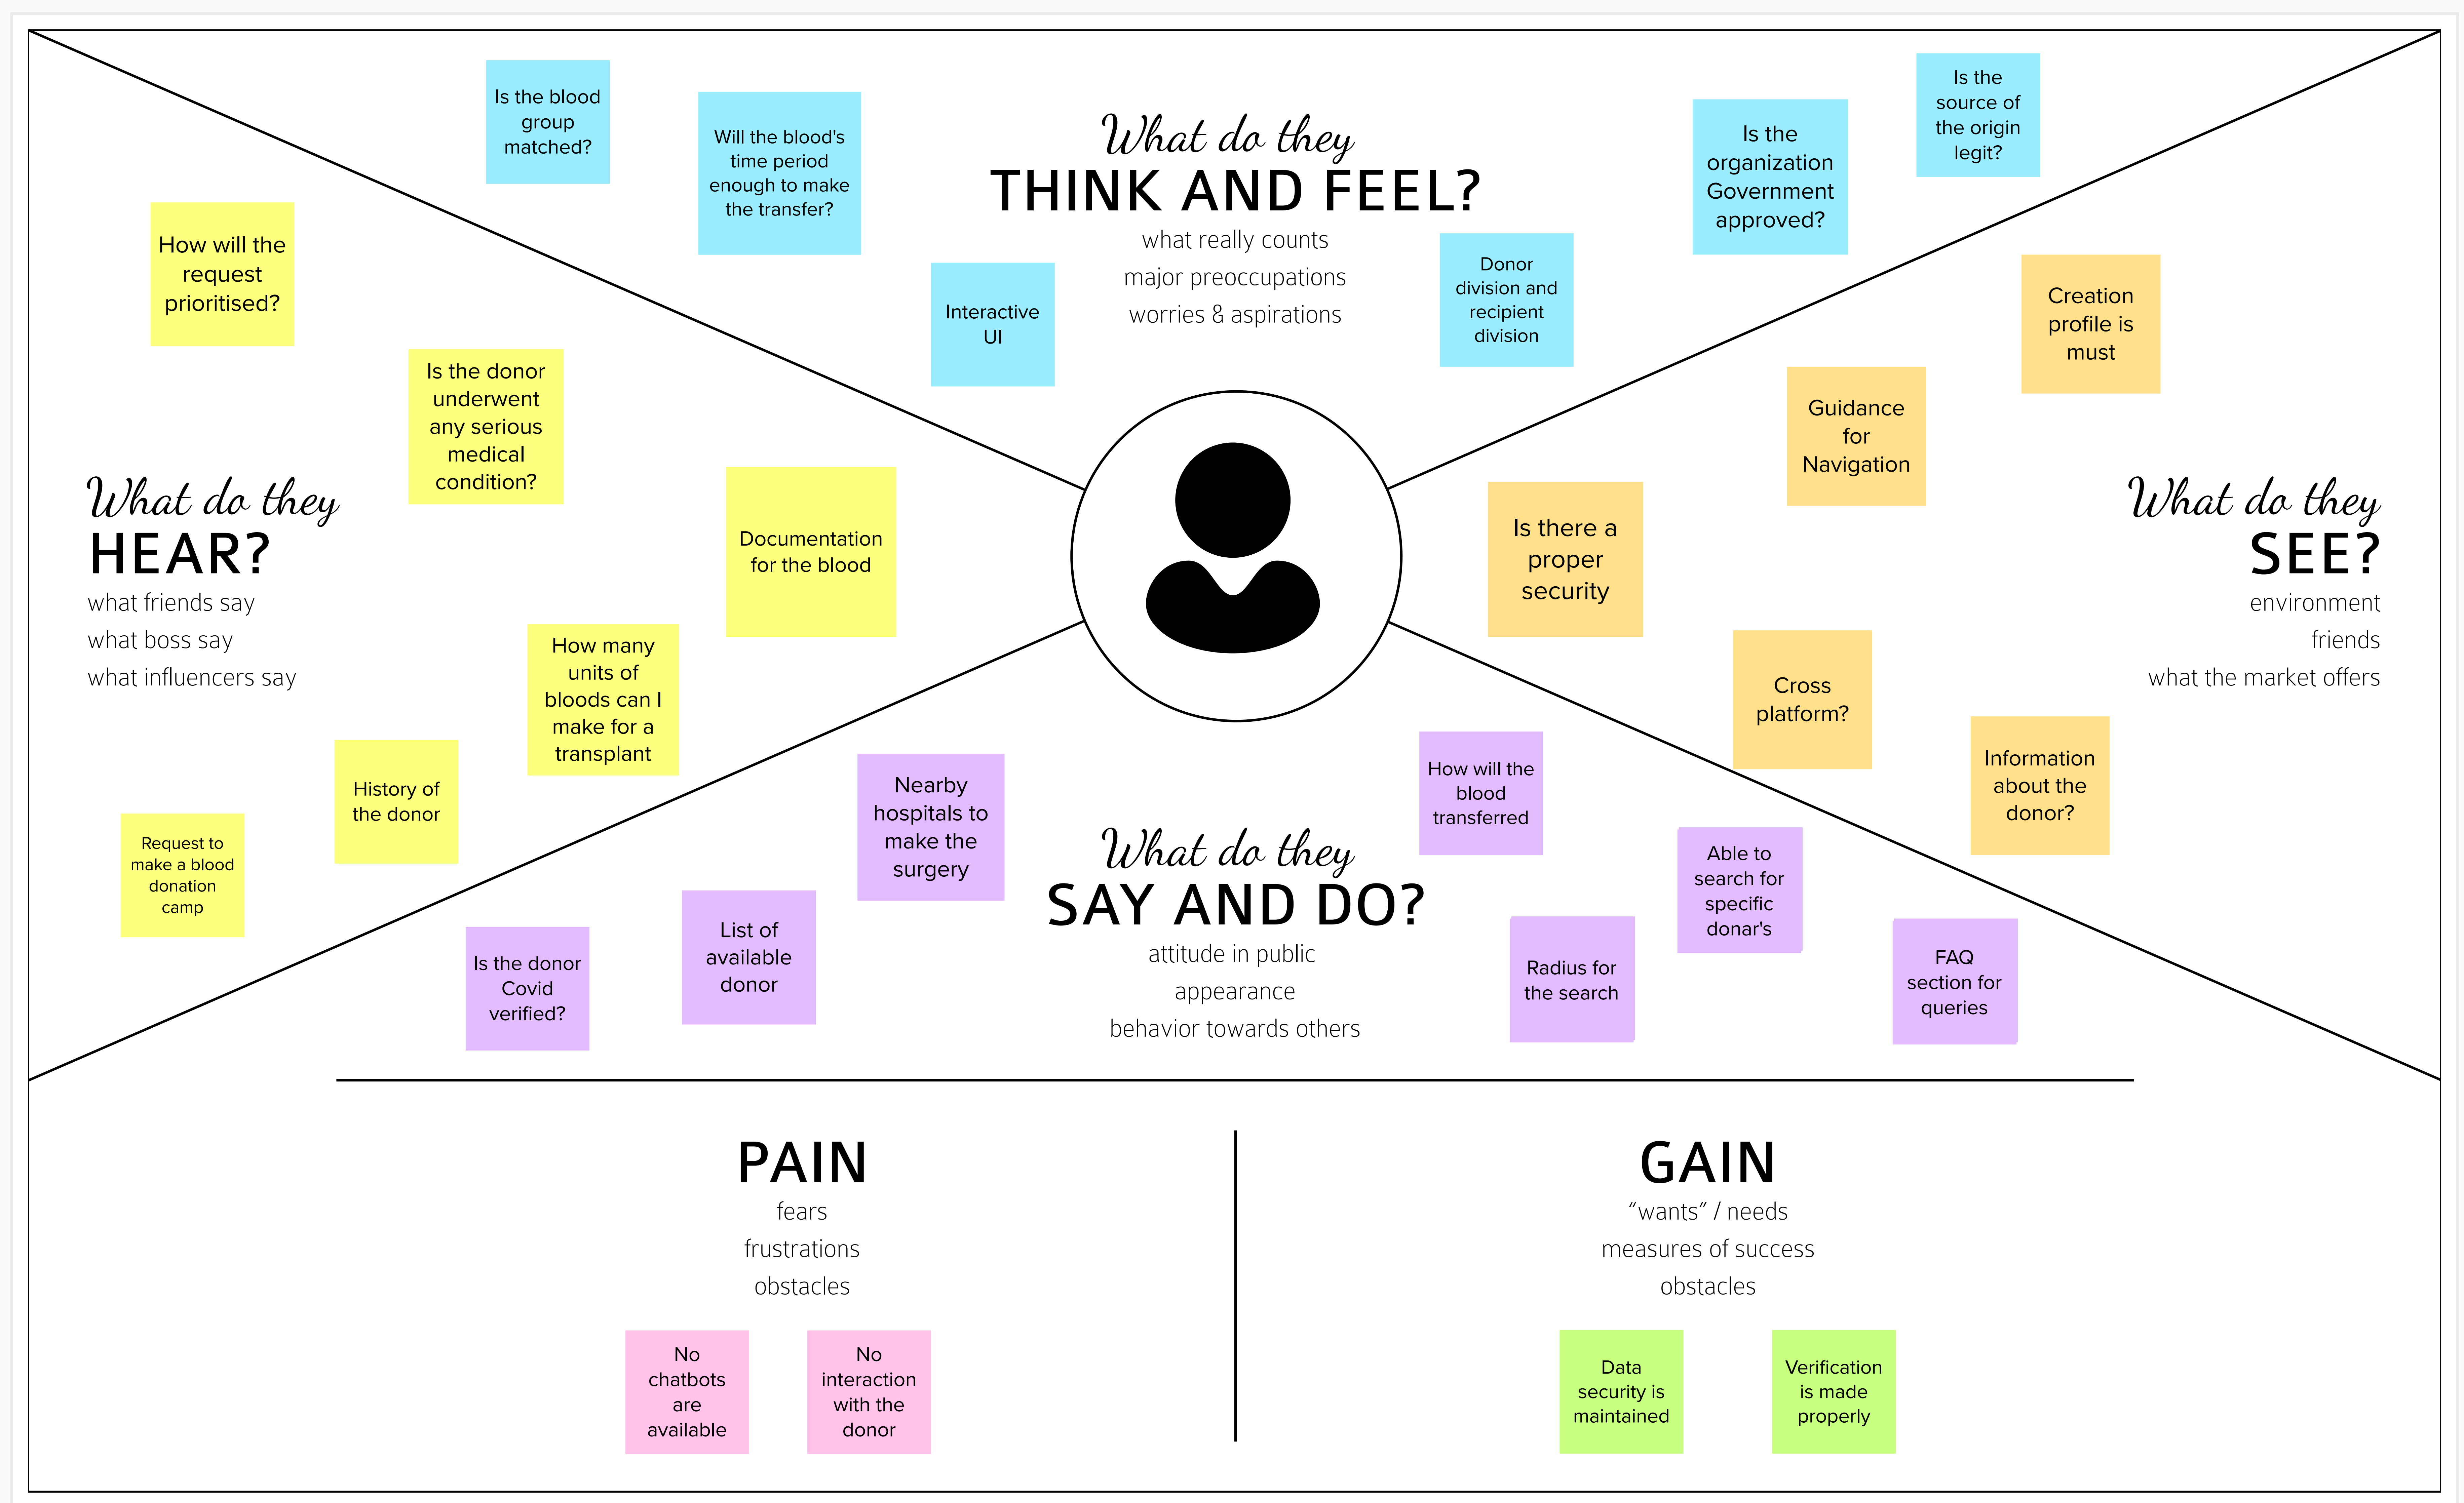 Is the blood
group
matched?
Will the blood's
time period
enough to make
the transfer?
Interactive
UI
What do they
THINK AND FEEL?
what really counts
major preoccupations
worries & aspirations
Donor
division and
recipient
division
Is the
organization
Government
approved?
Is the
source of
the origin
legit?
How will the
request
prioritised?
Is the donor
underwent
any serious
medical
condition?
Documentation
for the blood
What do they
HEAR?
what friends say
what boss say
what influencers say
How many
units of
bloods can I
make for a
transplant
History of
the donor
Request to
make a blood
donation
camp
Creation
profile is
must
Guidance
for
Navigation
Is there a
proper
security
What do they
SEE?
environment
friends
what the market offers
Cross
platform?
Information
about the
donor?
Nearby
hospitals to
make the
surgery
List of
available
donor
Is the donor
Covid
verified?
What do they
SAY AND DO?
attitude in public
appearance
behavior towards others
How will the
blood
transferred
Able to
search for
specific
donar's
Radius for
the search
FAQ
section for
queries
PAIN
fears
frustrations
obstacles
No
chatbots
are
available
No
interaction
with the
donor
GAIN
“wants” / needs
measures of success
obstacles
Data
security is
maintained
Verification
is made
properly